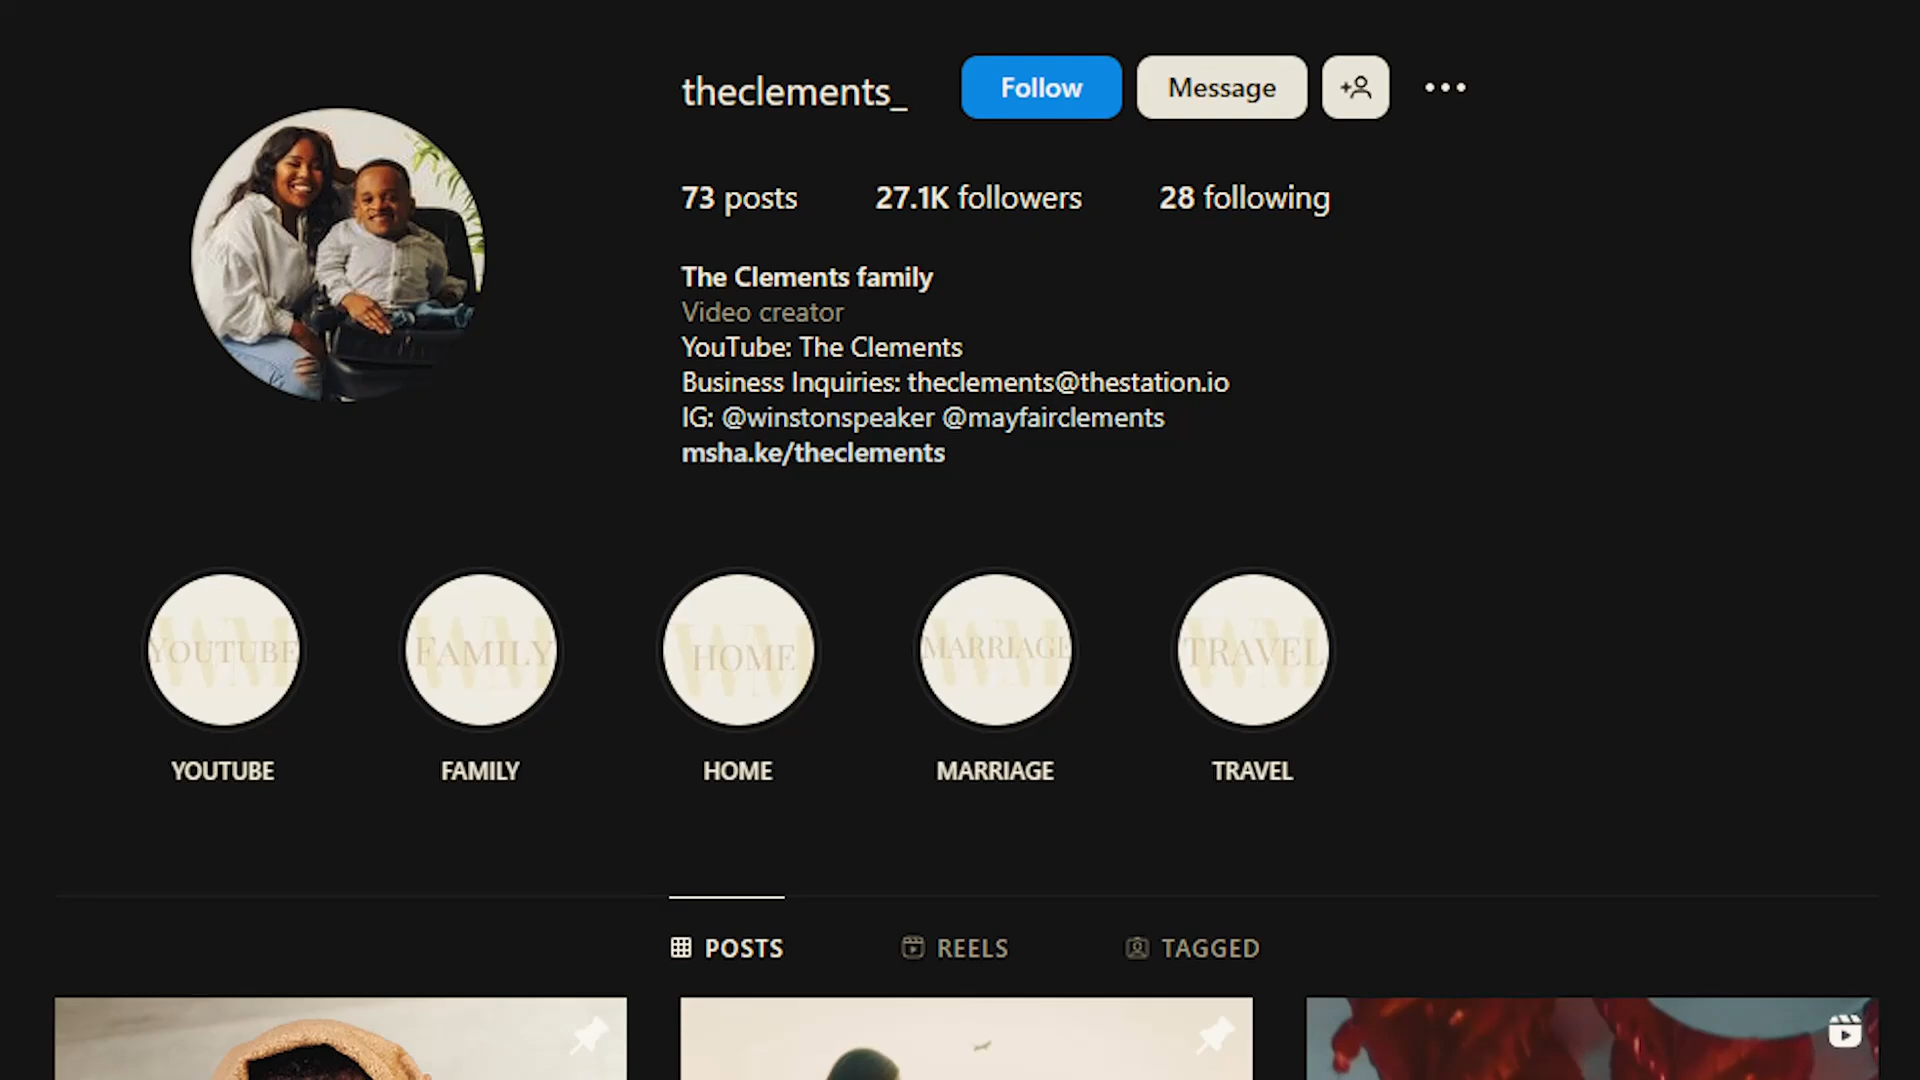 theclements_
Follow
Message
73 posts
27.1K followers
28 following
The Clements family
Video creator
YouTube: The Clements
Business Inquiries: theclements@thestation.io
IG: @winstonspeaker @mayfairclements
msha.ke/theclements
YOUTUBE
FAMILY
HOME
MARRIAGE
TRAVEL
YOUTUBE
FAMILY
HOME
MARRIAGE
TRAVEL
POSTS
REELS
TAGGED